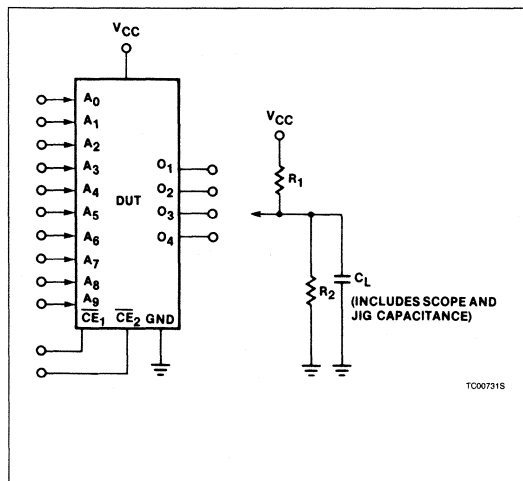 VCC
A0
A1
A2
A3
A4
A5
A6
A7
A8
A9
DUT
O1
O2
O3
O4
CE1 CE2 GND
VCC
R1
R2
CL
(INCLUDES SCOPE AND
JIG CAPACITANCE)
TC00731S